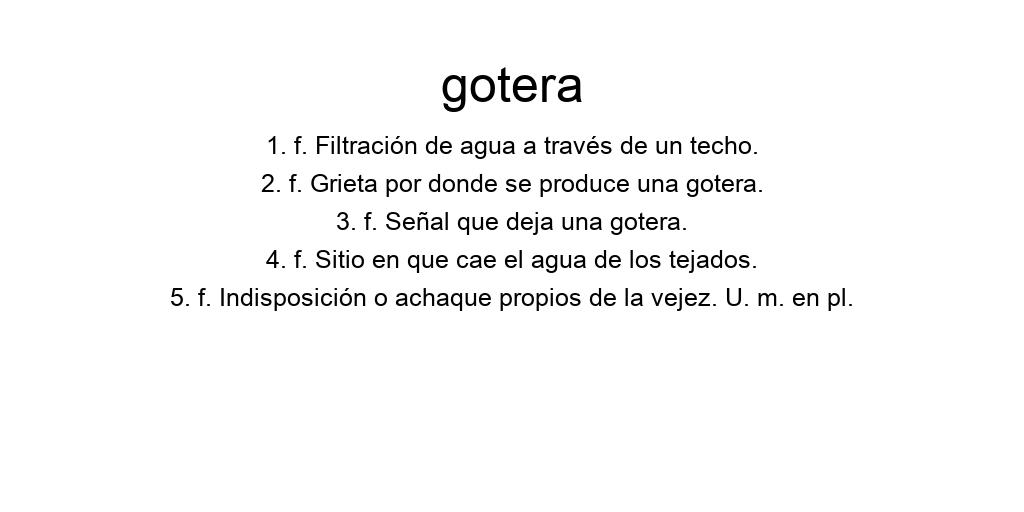 gotera
1. f. Filtración de agua a través de un techo.
2. f. Grieta por donde se produce una gotera.
3. f. Señal que deja una gotera.
4. f. Sitio en que cae el agua de los tejados.
5. f. Indisposición o achaque propios de la vejez. U. m. en pl.